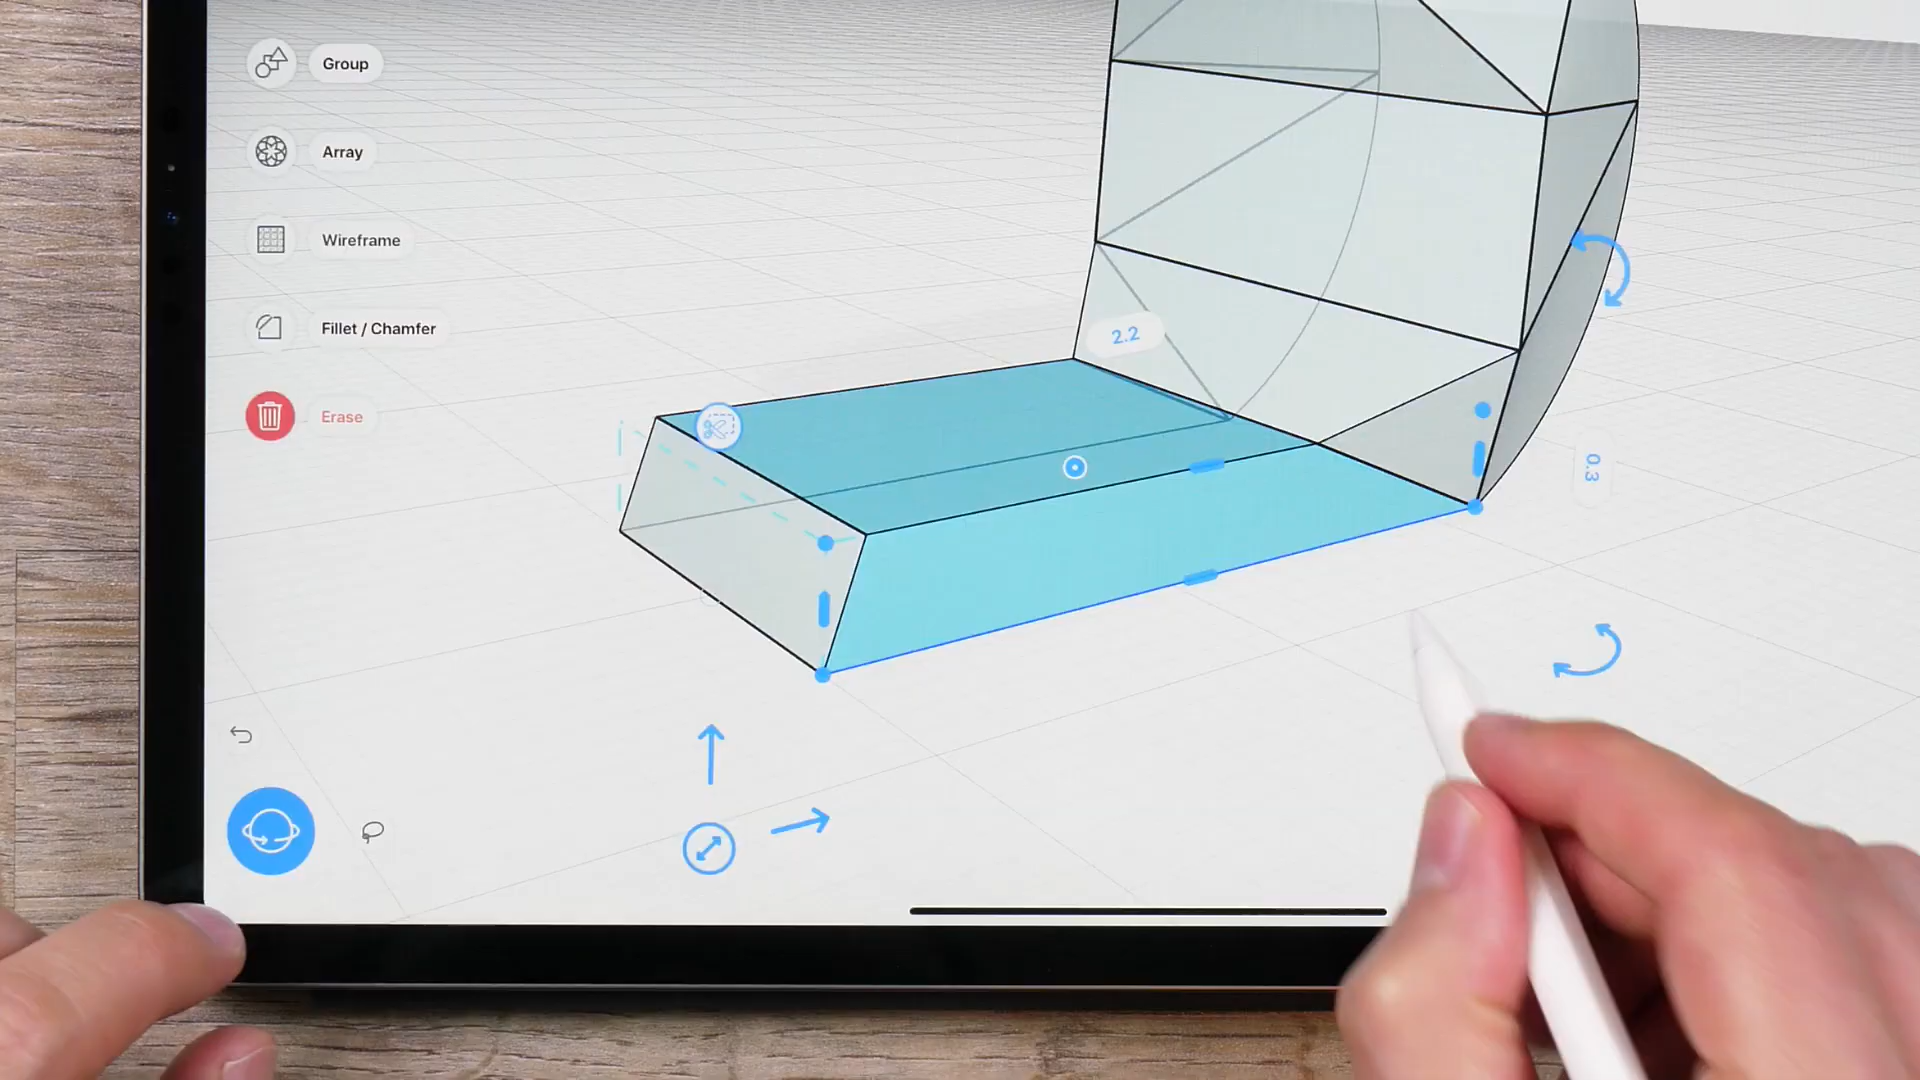 Group
Array
Wireframe
2.2
Fillet / Chamfer
Erase
0.3